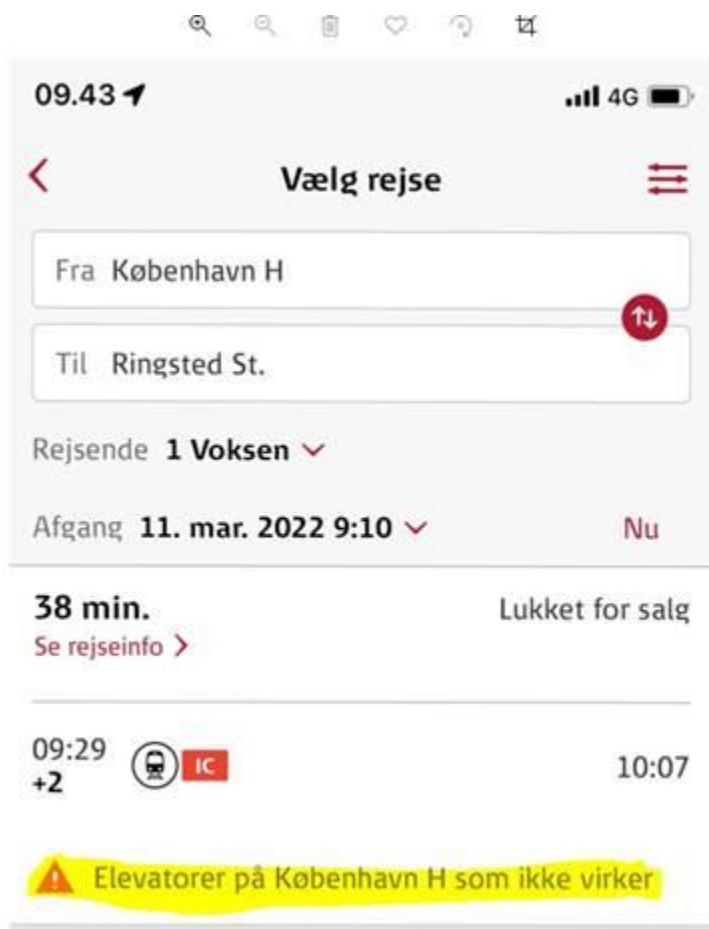 09.43
4G
Vælg rejse
Fra København H
Til Ringsted St.
Rejsende 1 Voksen
Afgang 11. mar. 2022 9:10 Nu
38 min. Lukket for salg
Se rejseinfo
09:29 IC 10:07
+2
Elevatorer på København H som ikke virker